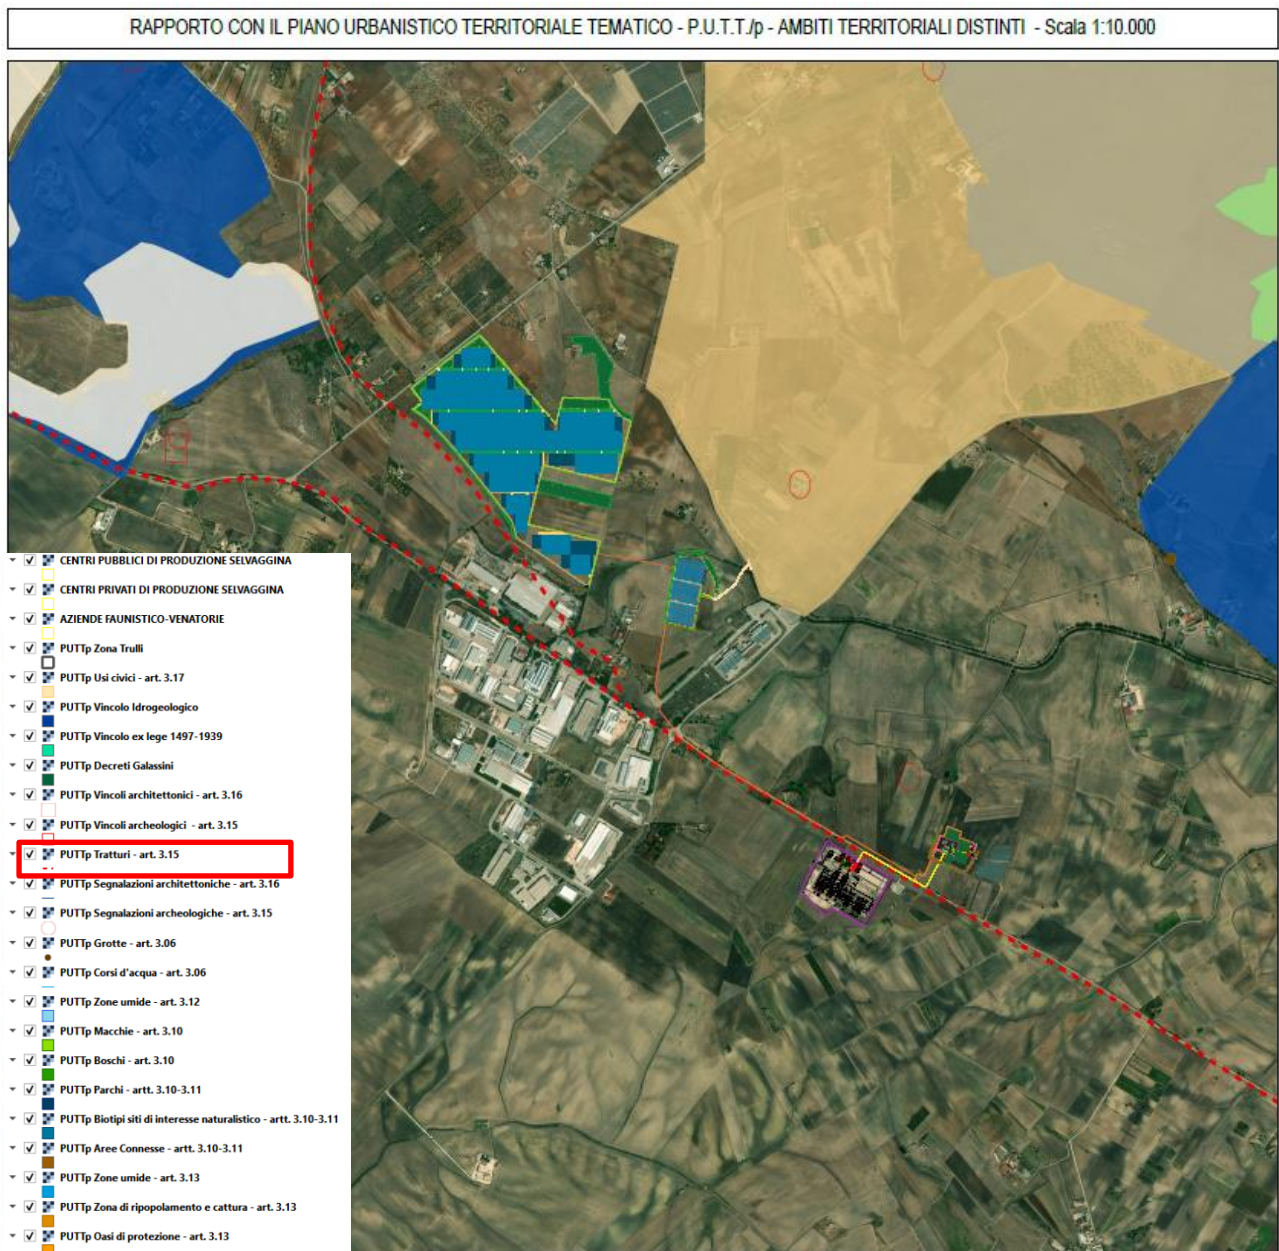 RAPPORTO CON IL PIANO URBANISTICO TERRITORIALE TEMATICO - P.U.T.T./p - AMBITI TERRITORIALI DISTINTI - Scala 1:10.000
CENTRI PUBBLICI DI PRODUZIONE SELVAGGINA
CENTRI PRIVATI DI PRODUZIONE SELVAGGINA
AZIENDE FAUNISTICO-VENATORIE
PUTTp Zona Trulli
PUTTp Usi civici - art. 3.17
PUTTp Vincolo Idrogeologico
PUTTp Vincolo ex lege 1497-1939
PUTTp Decreti Galassini
PUTTp Vincoli architettonici - art. 3.16
PUTTp Vincoli archeologici - art. 3.15
PUTTp Tratturi - art. 3.15
PUTTp Segnalazioni architettoniche - art. 3.16
PUTTp Segnalazioni archeologiche - art. 3.15
PUTTp Grotte - art. 3.06
PUTTp Corsi d'acqua - art. 3.06
PUTTp Zone umide - art. 3.12
PUTTp Macchie - art. 3.10
PUTTp Boschi - art. 3.10
PUTTp Parchi - artt. 3.10-3.11
PUTTp Biotipi siti di interesse naturalistico - artt. 3.10-3.11
PUTTp Aree Connesse - artt. 3.10-3.11
PUTTp Zone umide - art. 3.13
PUTTp Zona di ripopolamento e cattura - art. 3.13
PUTTp Oasi di protezione - art. 3.13